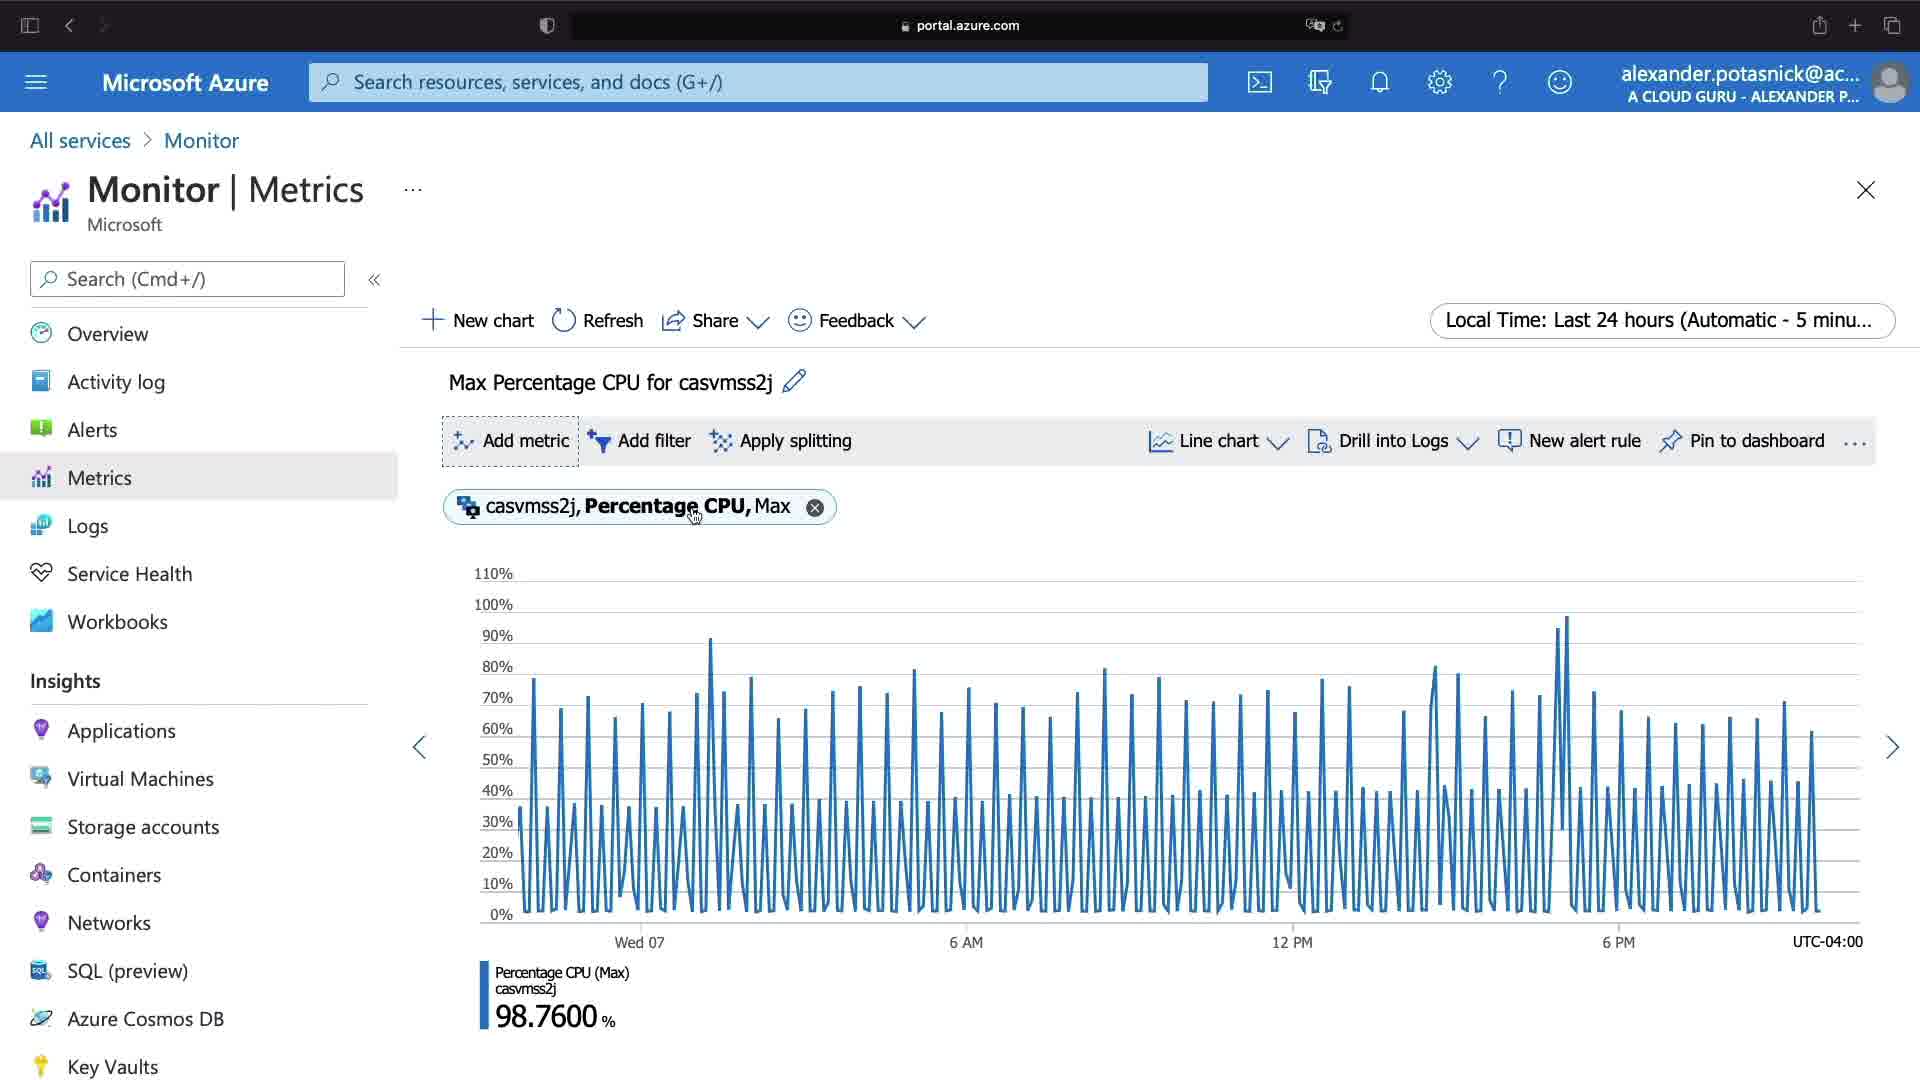 portal.azure.com
Microsoft Azure
Search resources, services, and docs (G+/)
alexander.potasnick@ac...
A CLOUD GURU - ALEXANDER P...
All services > Monitor
Monitor | Metrics ...
Microsoft
Search (Cmd+/)
«
Overview
Activity log
Alerts
Metrics
Logs
Service Health
Workbooks
Insights
Applications
Virtual Machines
Storage accounts
Containers
Networks
SQL (preview)
Azure Cosmos DB
Key Vaults
New chart
Refresh
Share
Feedback
Local Time: Last 24 hours (Automatic - 5 minu...
Max Percentage CPU for casvmss2j
Add metric
Add filter
Apply splitting
Line chart
Drill into Logs
New alert rule
Pin to dashboard
...
casvmss2j, Percentage CPU, Max
110%
100%
90%
80%
70%
60%
50%
40%
30%
20%
10%
0%
Wed 07
6 AM
12 PM
6 PM
UTC-04:00
Percentage CPU (Max)
casvmss2j
98.7600 %